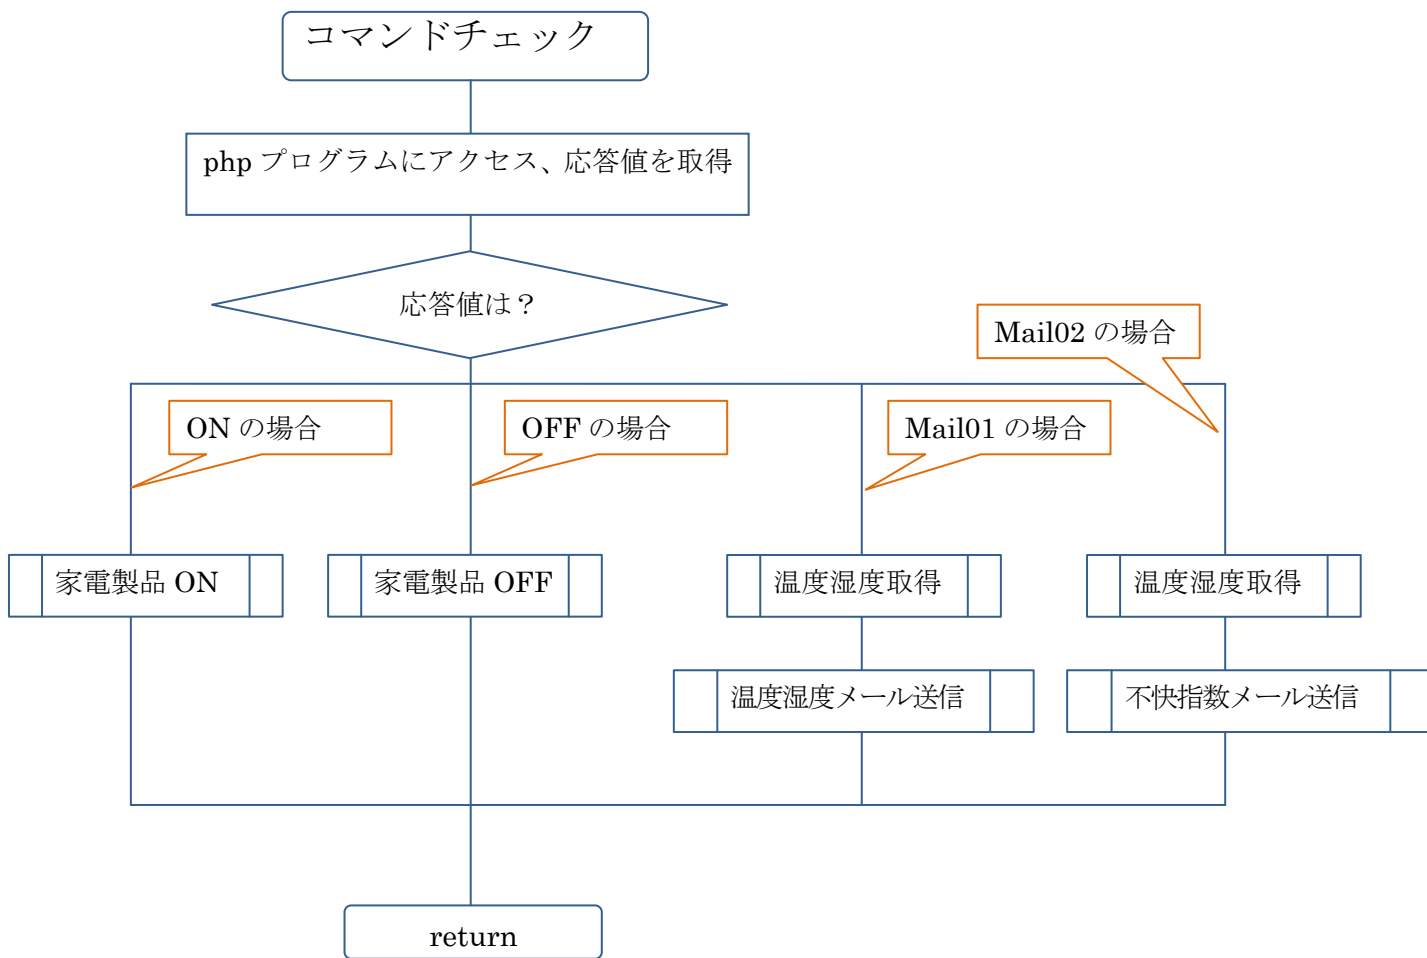 コマンドチェック
php プログラムにアクセス、応答値を取得
応答値は？
Mail02 の場合
ON の場合
OFF の場合
Mail01 の場合
家電製品 ON
家電製品 OFF
温度湿度取得
温度湿度取得
温度湿度メール送信
不快指数メール送信
return